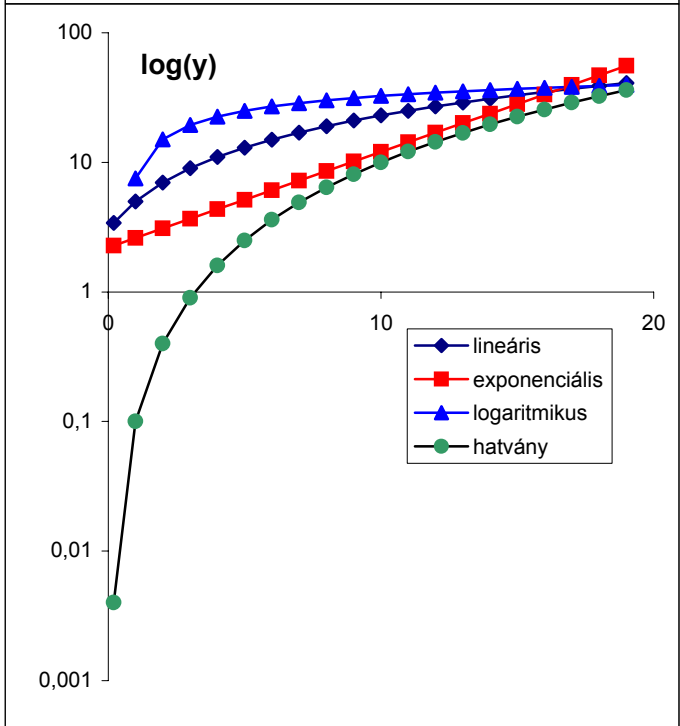 100
log(y)
10
1
0 10 20
lineáris
exponenciális
logaritmikus
hatvány
0,1
0,01
0,001